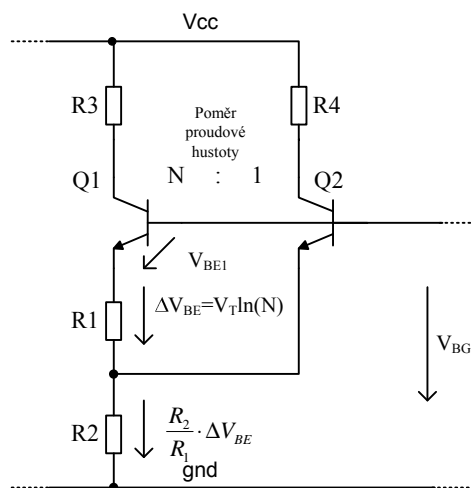 Vcc
R3
R4
Poměr
proudové
hustoty
Q1
N : 1
Q2
V_BE1
R1
ΔV_BE=V_T ln(N)
V_BG
R2
R_2/R_1 · ΔV_BE
gnd